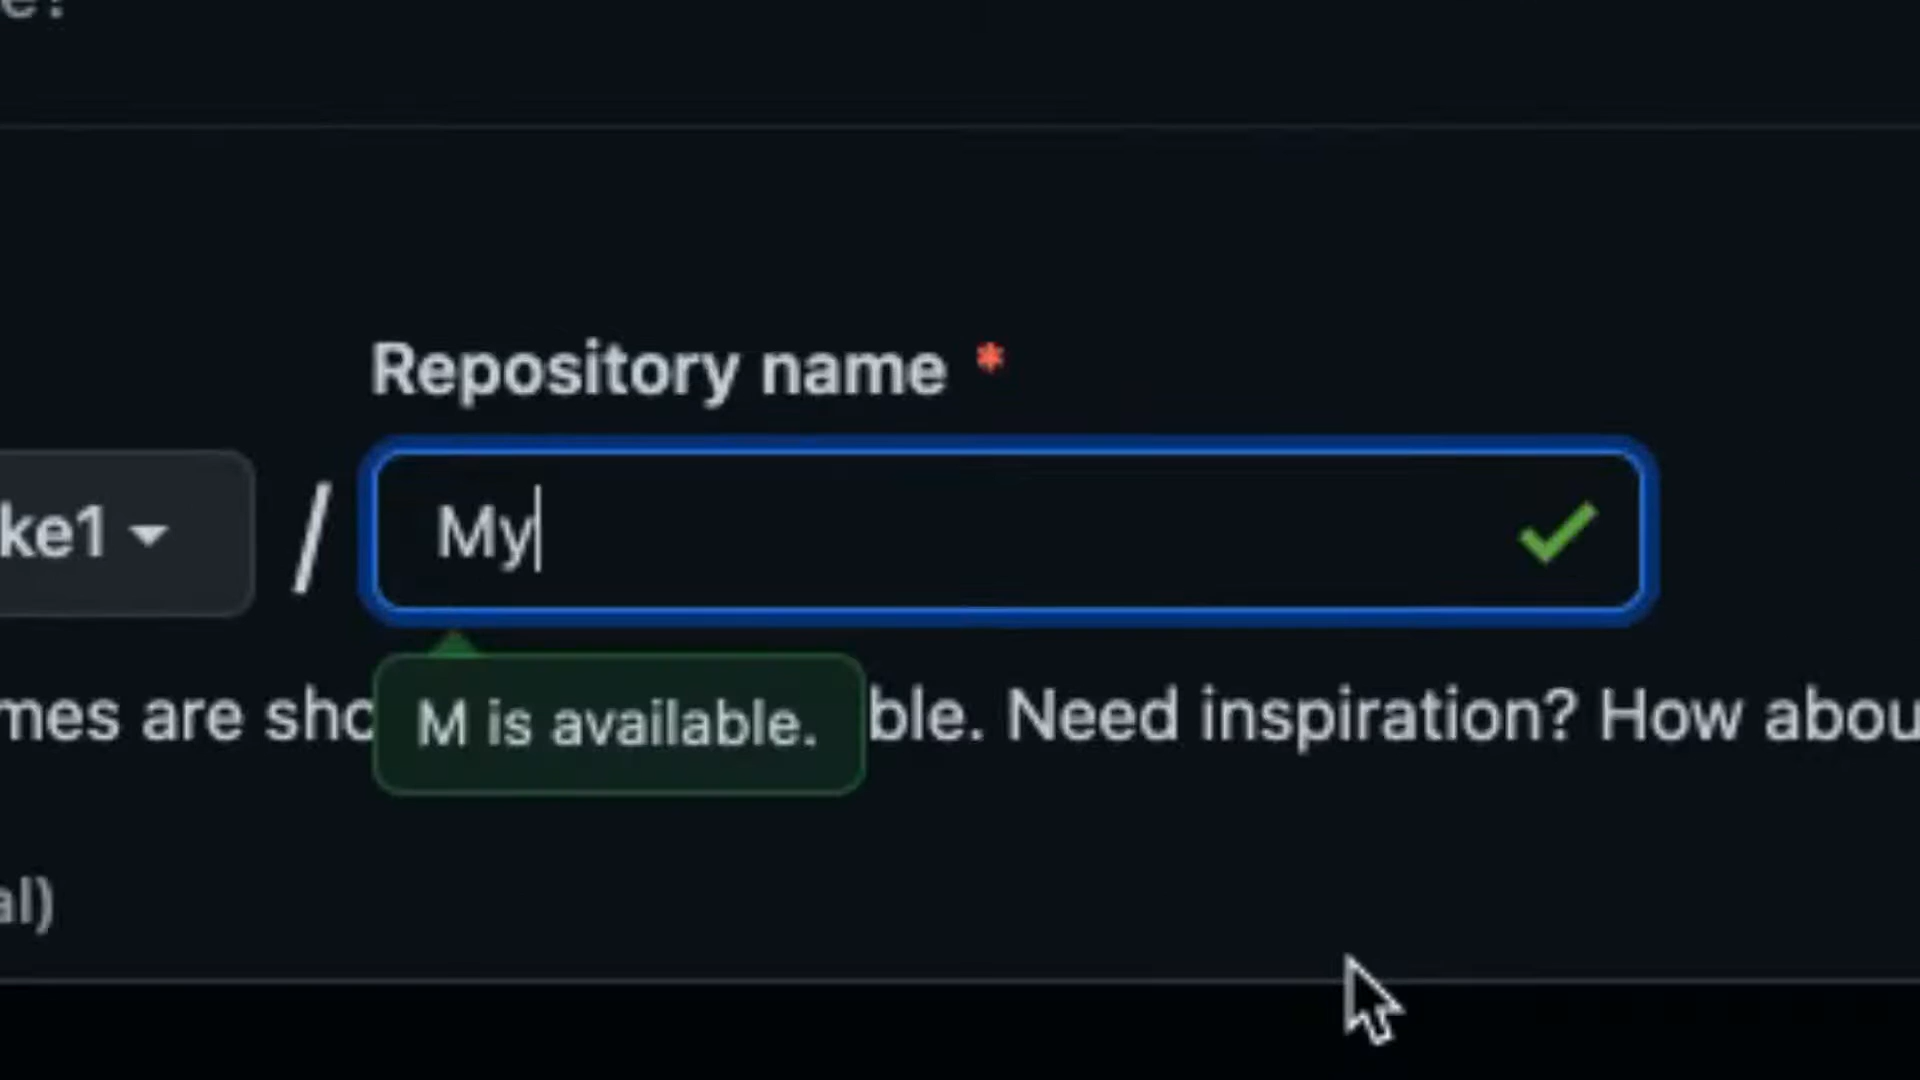 e?
Repository name *
ke1 / My
mes are sho M is available. ble. Need inspiration? How abou
al)